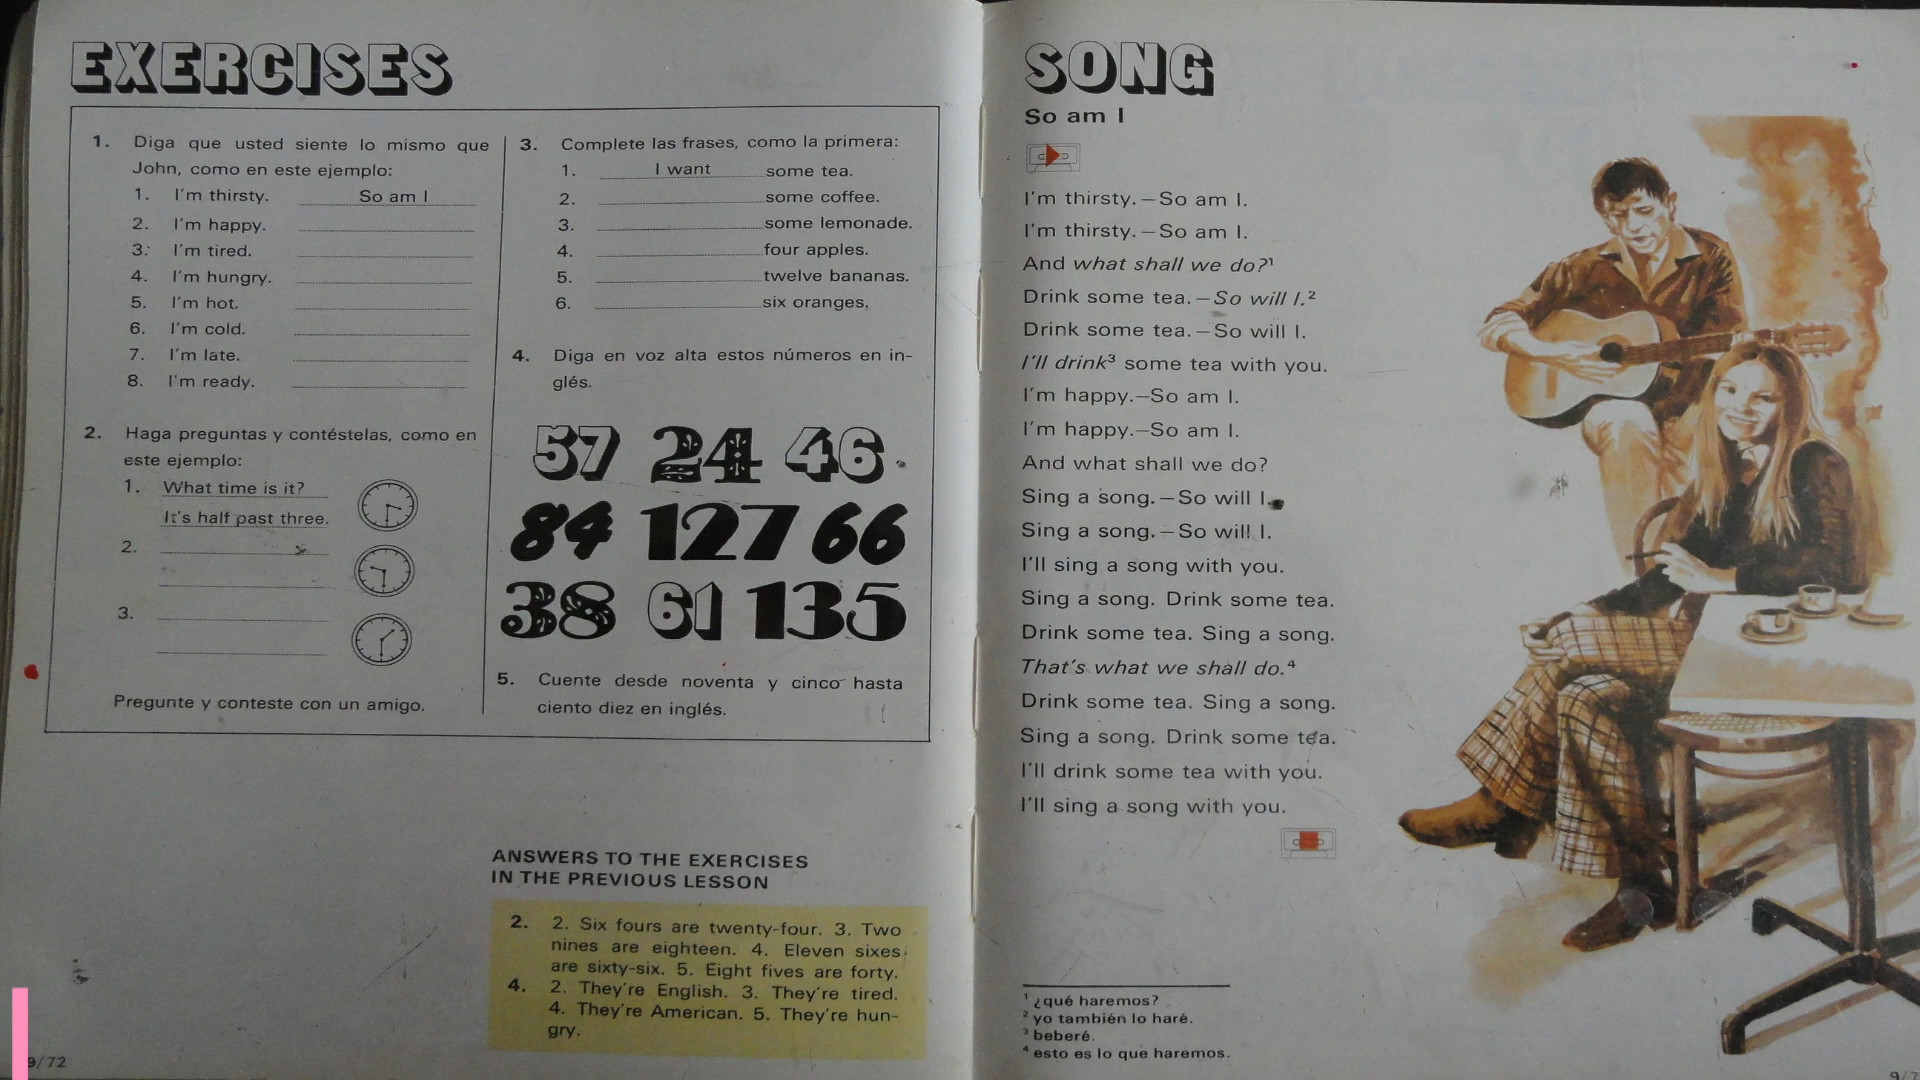 EXERCISES
1. Diga que usted siente lo mismo que
John, como en este ejemplo:
1. I'm thirsty. So am I
2. I'm happy.
3. I'm tired.
4. I'm hungry.
5. I'm hot.
6. I'm cold.
7. I'm late.
8. I'm ready.
2. Haga preguntas y contéstelas, como en
este ejemplo:
1. What time is it?
It's half past three.
2.
3.
Pregunte y conteste con un amigo.
3. Complete las frases, como la primera:
1. I want some tea.
2. some coffee.
3. some lemonade.
4. four apples.
5. twelve bananas.
6. six oranges.
4. Diga en voz alta estos números en in-
glés.
57 24 46
84 127 66
38 61 135
5. Cuente desde noventa y cinco hasta
ciento diez en inglés.
ANSWERS TO THE EXERCISES
IN THE PREVIOUS LESSON
2. 2. Six fours are twenty-four. 3. Two
nines are eighteen. 4. Eleven sixes
are sixty-six. 5. Eight fives are forty.
4. 2. They're English. 3. They're tired.
4. They're American. 5. They're hun-
gry.
9/72
SONG
So am I
I'm thirsty. – So am I.
I'm thirsty. – So am I.
And what shall we do?¹
Drink some tea. – So will I.²
Drink some tea. – So will I.
I'll drink³ some tea with you.
I'm happy.–So am I.
I'm happy.–So am I.
And what shall we do?
Sing a song. – So will I.
Sing a song. – So will I.
I'll sing a song with you.
Sing a song. Drink some tea.
Drink some tea. Sing a song.
That's what we shall do.⁴
Drink some tea. Sing a song.
Sing a song. Drink some tea.
I'll drink some tea with you.
I'll sing a song with you.
¹ ¿qué haremos?
² yo también lo haré.
³ beberé.
⁴ esto es lo que haremos.